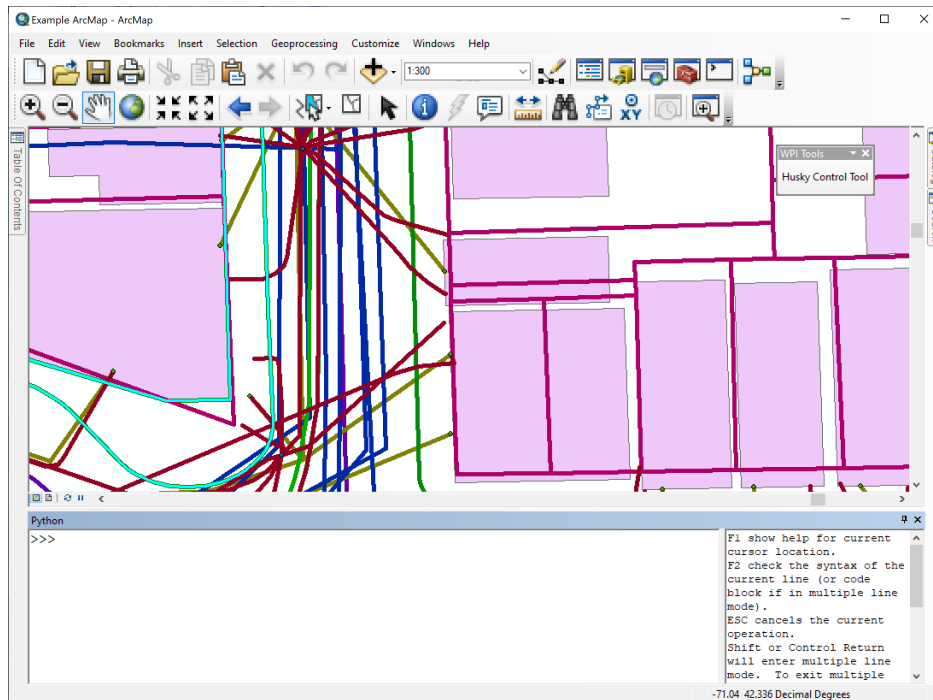 Example ArcMap - ArcMap
File Edit View Bookmarks Insert Selection Geoprocessing Customize Windows Help
1:300
XY
Table Of Contents
WPI Tools
Husky Control Tool
Python
>>>
F1 show help for current
cursor location.
F2 check the syntax of the
current line (or code
block if in multiple line
mode).
ESC cancels the current
operation.
Shift or Control Return
will enter multiple line
mode. To exit multiple
-71.04 42.336 Decimal Degrees